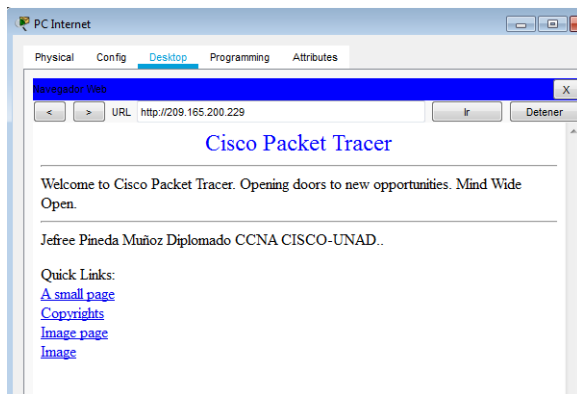 PC Internet
Physical Config Desktop Programming Attributes
Navegador Web X
< > URL http://209.165.200.229 Ir Detener
Cisco Packet Tracer
Welcome to Cisco Packet Tracer. Opening doors to new opportunities. Mind Wide
Open.
Jefree Pineda Muñoz Diplomado CCNA CISCO-UNAD..
Quick Links:
A small page
Copyrights
Image page
Image